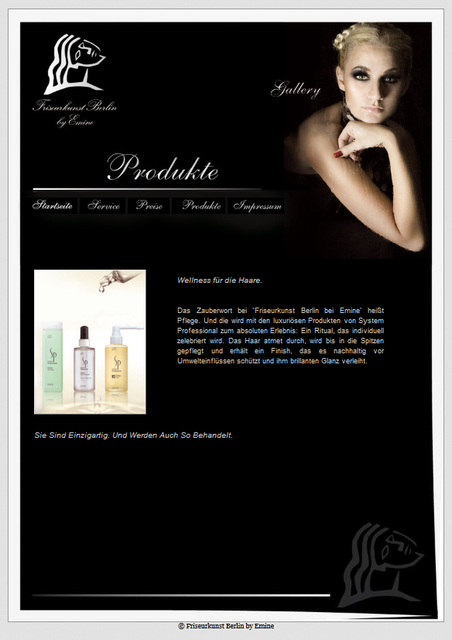 Friseurkunst Berlin
by Emine
Gallery
Produkte
Startseite Service Preise Produkte Impressum
Wellness für die Haare.
Das Zauberwort bei 'Friseurkunst Berlin bei Emine' heißt
Pflege. Und die wird mit den luxuriösen Produkten von System
Professional zum absoluten Erlebnis: Ein Ritual, das individuell
zelebriert wird. Das Haar atmet durch, wird bis in die Spitzen
gepflegt und erhält ein Finish, das es nachhaltig vor
Umwelteinflüssen schützt und ihm brillanten Glanz verleiht.
SP
SP
SP
Sie Sind Einzigartig. Und Werden Auch So Behandelt.
© Friseurkunst Berlin by Emine